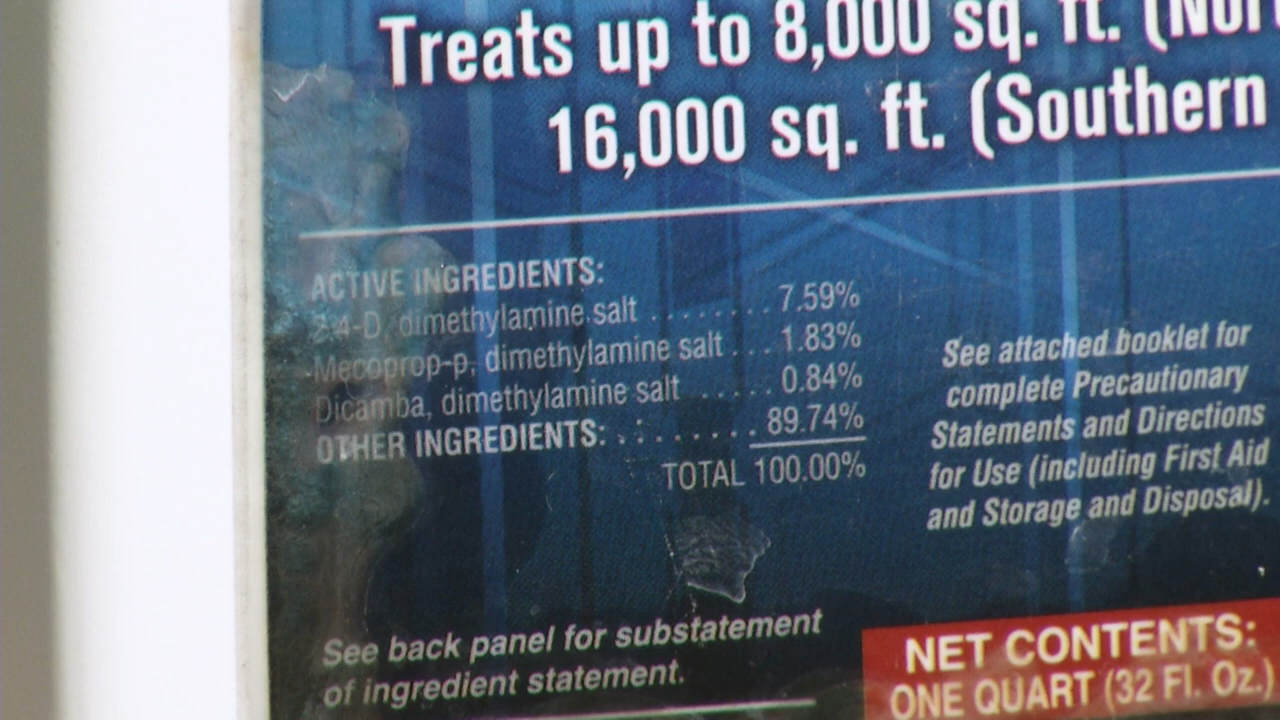 Treats up to 8,000 sq. ft.
16,000 sq. ft. (Southern
ACTIVE INGREDIENTS:
2,4-D, dimethylamine salt ........ 7.59%
Mecoprop-p, dimethylamine salt ... 1.83%
Dicamba, dimethylamine salt ...... 0.84%
OTHER INGREDIENTS: ......... 89.74%
TOTAL 100.00%
See attached booklet for
complete Precautionary
Statements and Directions
for Use (including First Aid
and Storage and Disposal).
See back panel for substatement
of ingredient statement.
NET CONTENTS:
ONE QUART (32 Fl. Oz.)